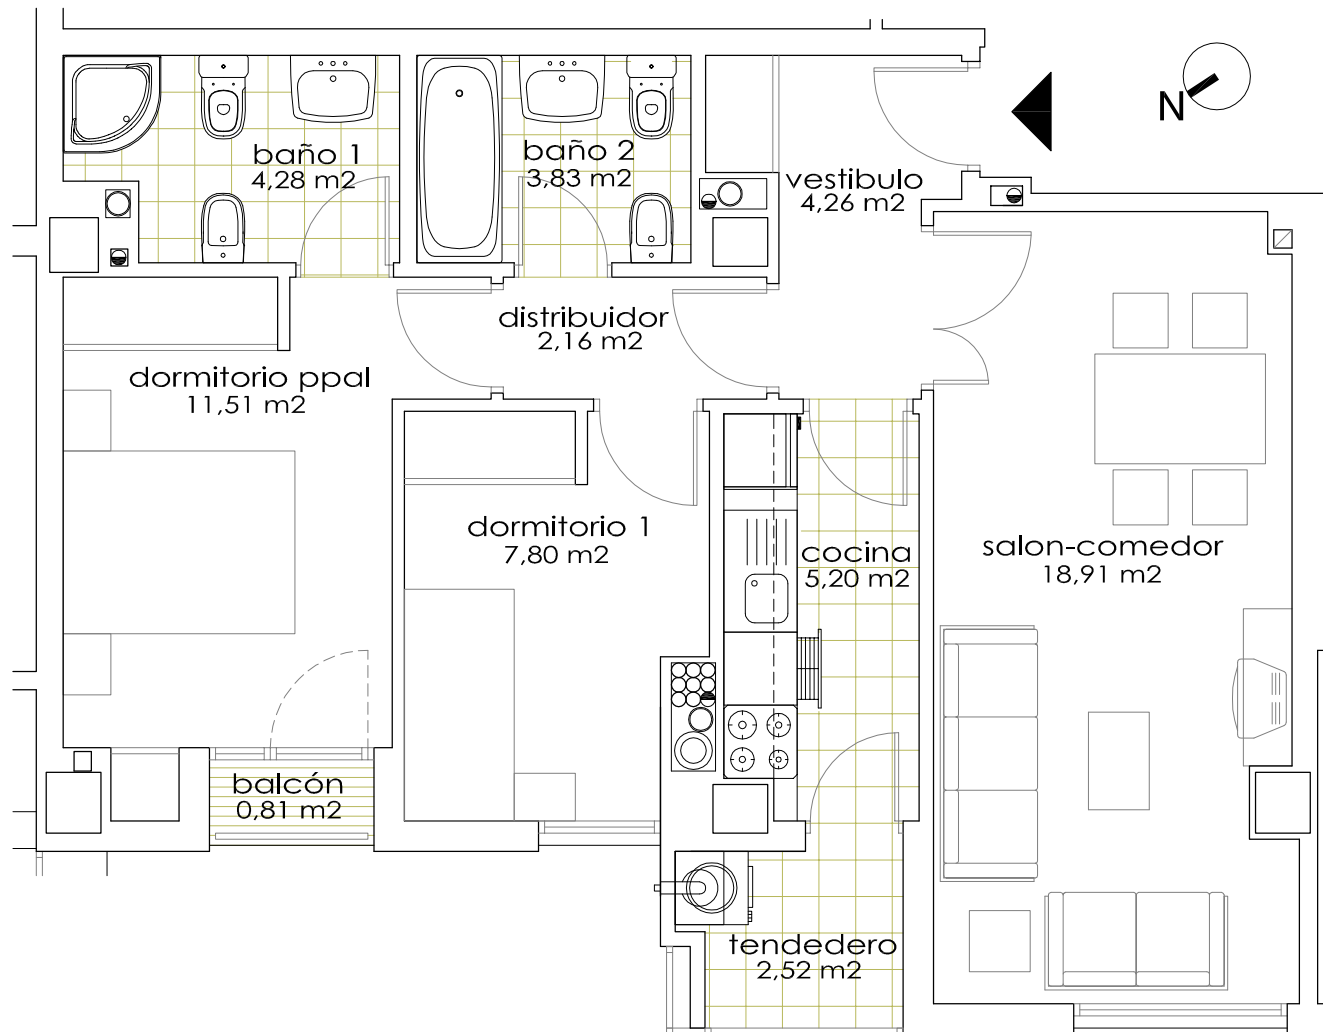 N
baño 1
4,28 m2
baño 2
3,83 m2
vestibulo
4,26 m2
distribuidor
2,16 m2
dormitorio ppal
11,51 m2
dormitorio 1
7,80 m2
cocina
5,20 m2
salon-comedor
18,91 m2
balcón
0,81 m2
tendedero
2,52 m2